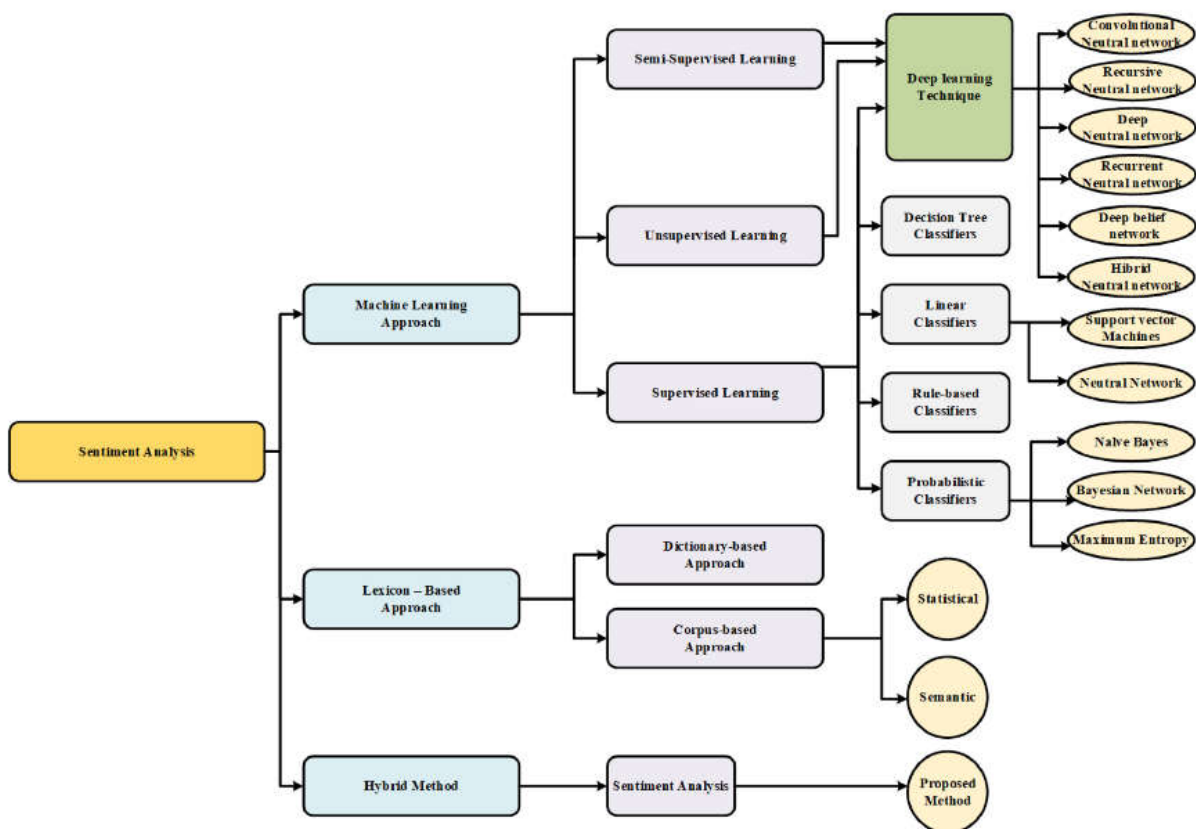 Sentiment Analysis
Machine Learning
Approach
Lexicon – Based
Approach
Hybrid Method
Semi-Supervised Learning
Unsupervised Learning
Supervised Learning
Dictionary-based
Approach
Corpus-based
Approach
Sentiment Analysis
Deep learning
Technique
Decision Tree
Classifiers
Linear
Classifiers
Rule-based
Classifiers
Probabilistic
Classifiers
Statistical
Semantic
Proposed
Method
Convolutional
Neutral network
Recursive
Neutral network
Deep
Neutral network
Recurrent
Neutral network
Deep belief
network
Hibrid
Neutral network
Support vector
Machines
Neutral Network
Nalve Bayes
Bayesian Network
Maximum Entropy